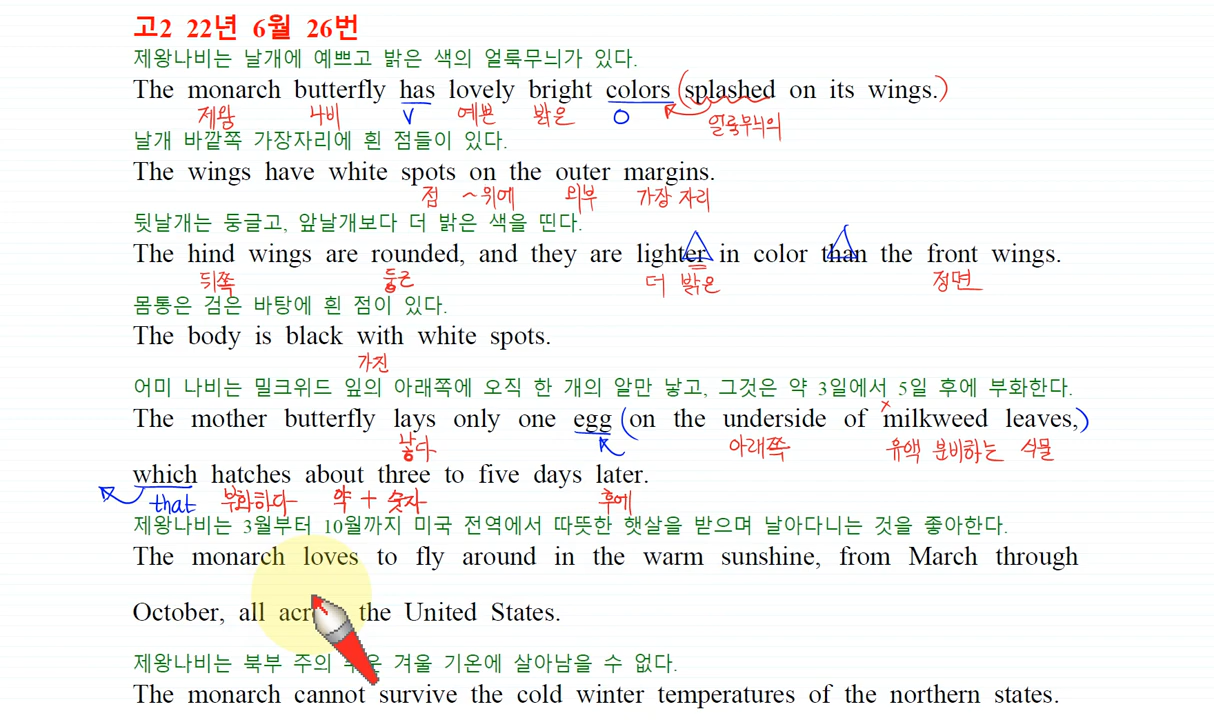 고2 22년 6월 26번
제왕나비는 날개에 예쁘고 밝은 색의 얼룩무늬가 있다.
The monarch butterfly has lovely bright colors (splashed on its wings.)
제왕 나비 V 예쁜 밝은 O 얼룩무늬의
날개 바깥쪽 가장자리에 흰 점들이 있다.
The wings have white spots on the outer margins.
점 ~위에 외부 가장 자리
뒷날개는 둥글고, 앞날개보다 더 밝은 색을 띤다.
The hind wings are rounded, and they are lighter in color than the front wings.
뒤쪽 둥근 더 밝은 정면
몸통은 검은 바탕에 흰 점이 있다.
The body is black with white spots.
가진
어미 나비는 밀크위드 잎의 아래쪽에 오직 한 개의 알만 낳고, 그것은 약 3일에서 5일 후에 부화한다.
The mother butterfly lays only one egg (on the underside of milkweed leaves,)
낳다 아래쪽 유액 분비하는 식물
which hatches about three to five days later.
that 부화하다 약 + 숫자 후에
제왕나비는 3월부터 10월까지 미국 전역에서 따뜻한 햇살을 받으며 날아다니는 것을 좋아한다.
The monarch loves to fly around in the warm sunshine, from March through
October, all the United States.
제왕나비는 북부 주의 겨울 기온에 살아남을 수 없다.
The monarch cannot survive the cold winter temperatures of the northern states.